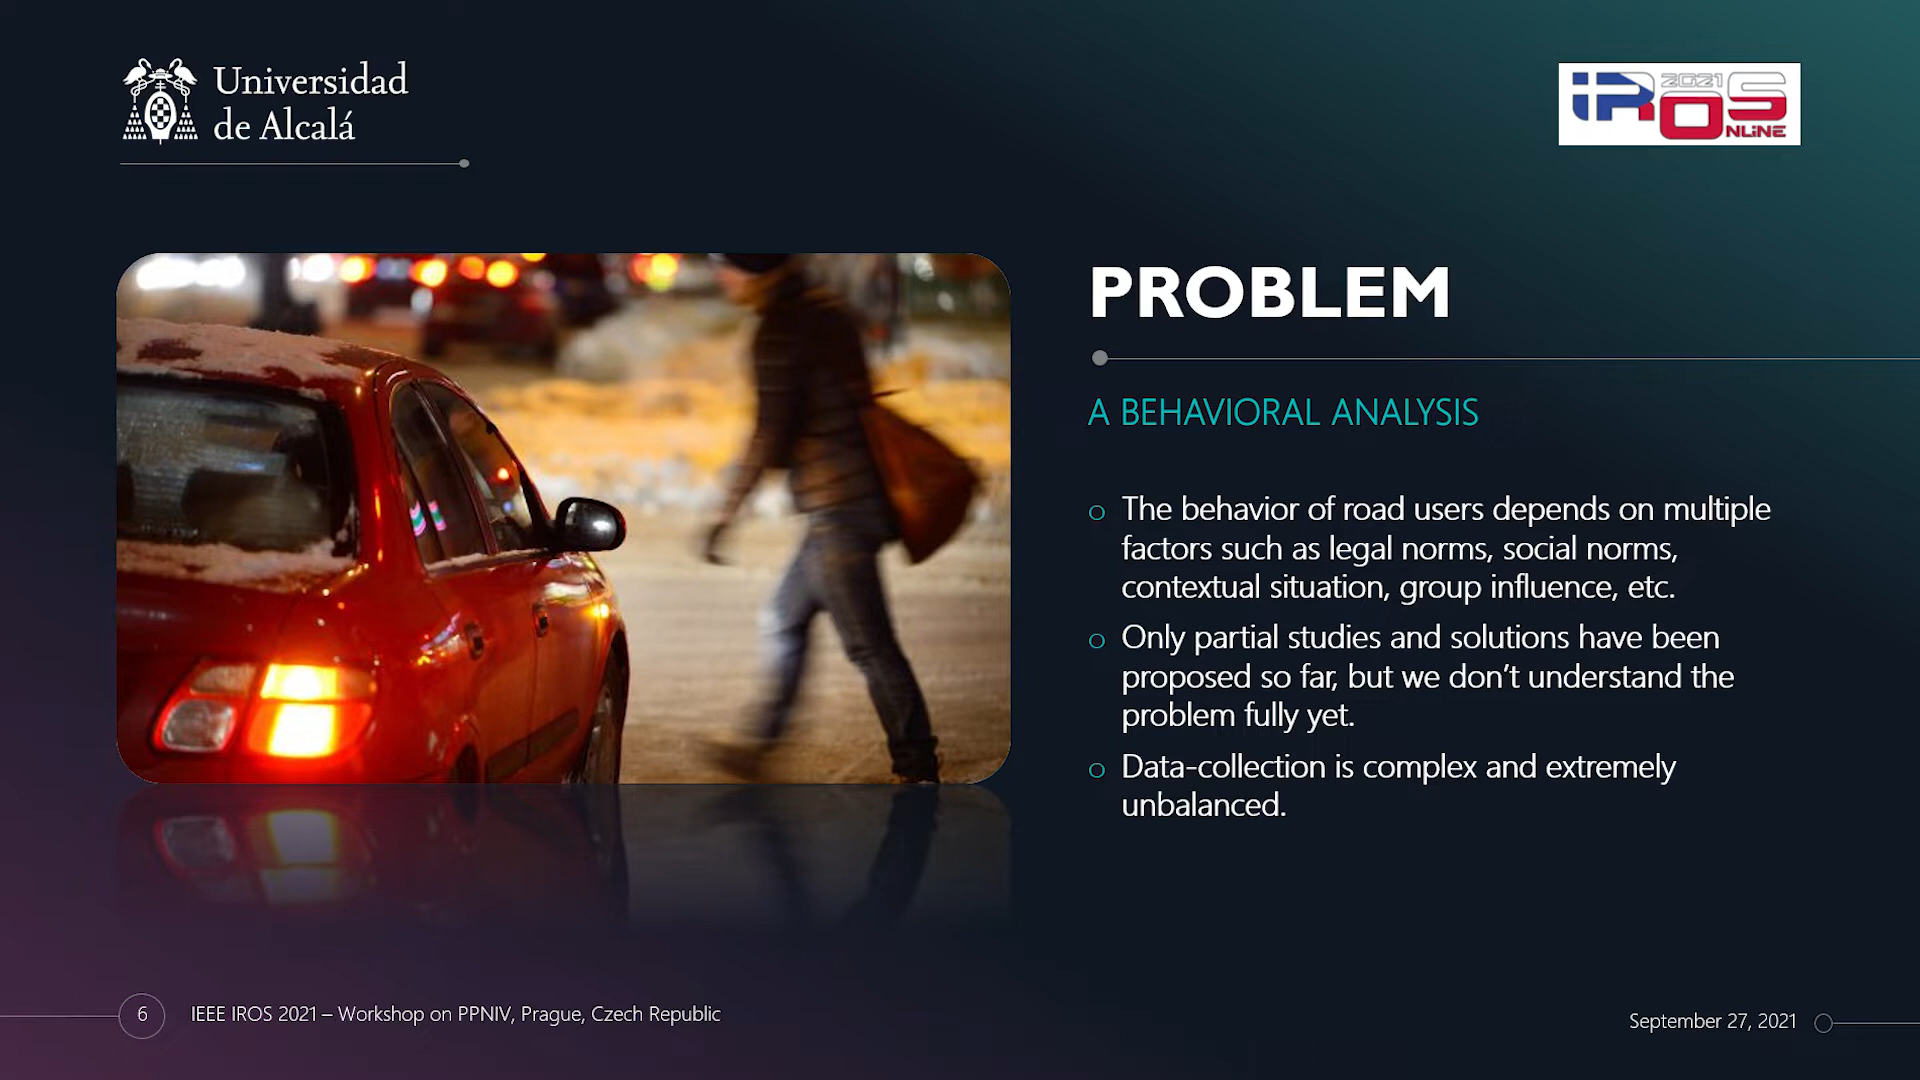 Universidad
de Alcalá
2021
iROS
ONLiNE
PROBLEM
A BEHAVIORAL ANALYSIS
The behavior of road users depends on multiple
factors such as legal norms, social norms,
contextual situation, group influence, etc.
Only partial studies and solutions have been
proposed so far, but we don’t understand the
problem fully yet.
Data-collection is complex and extremely
unbalanced.
6
IEEE IROS 2021 – Workshop on PPNIV, Prague, Czech Republic
September 27, 2021